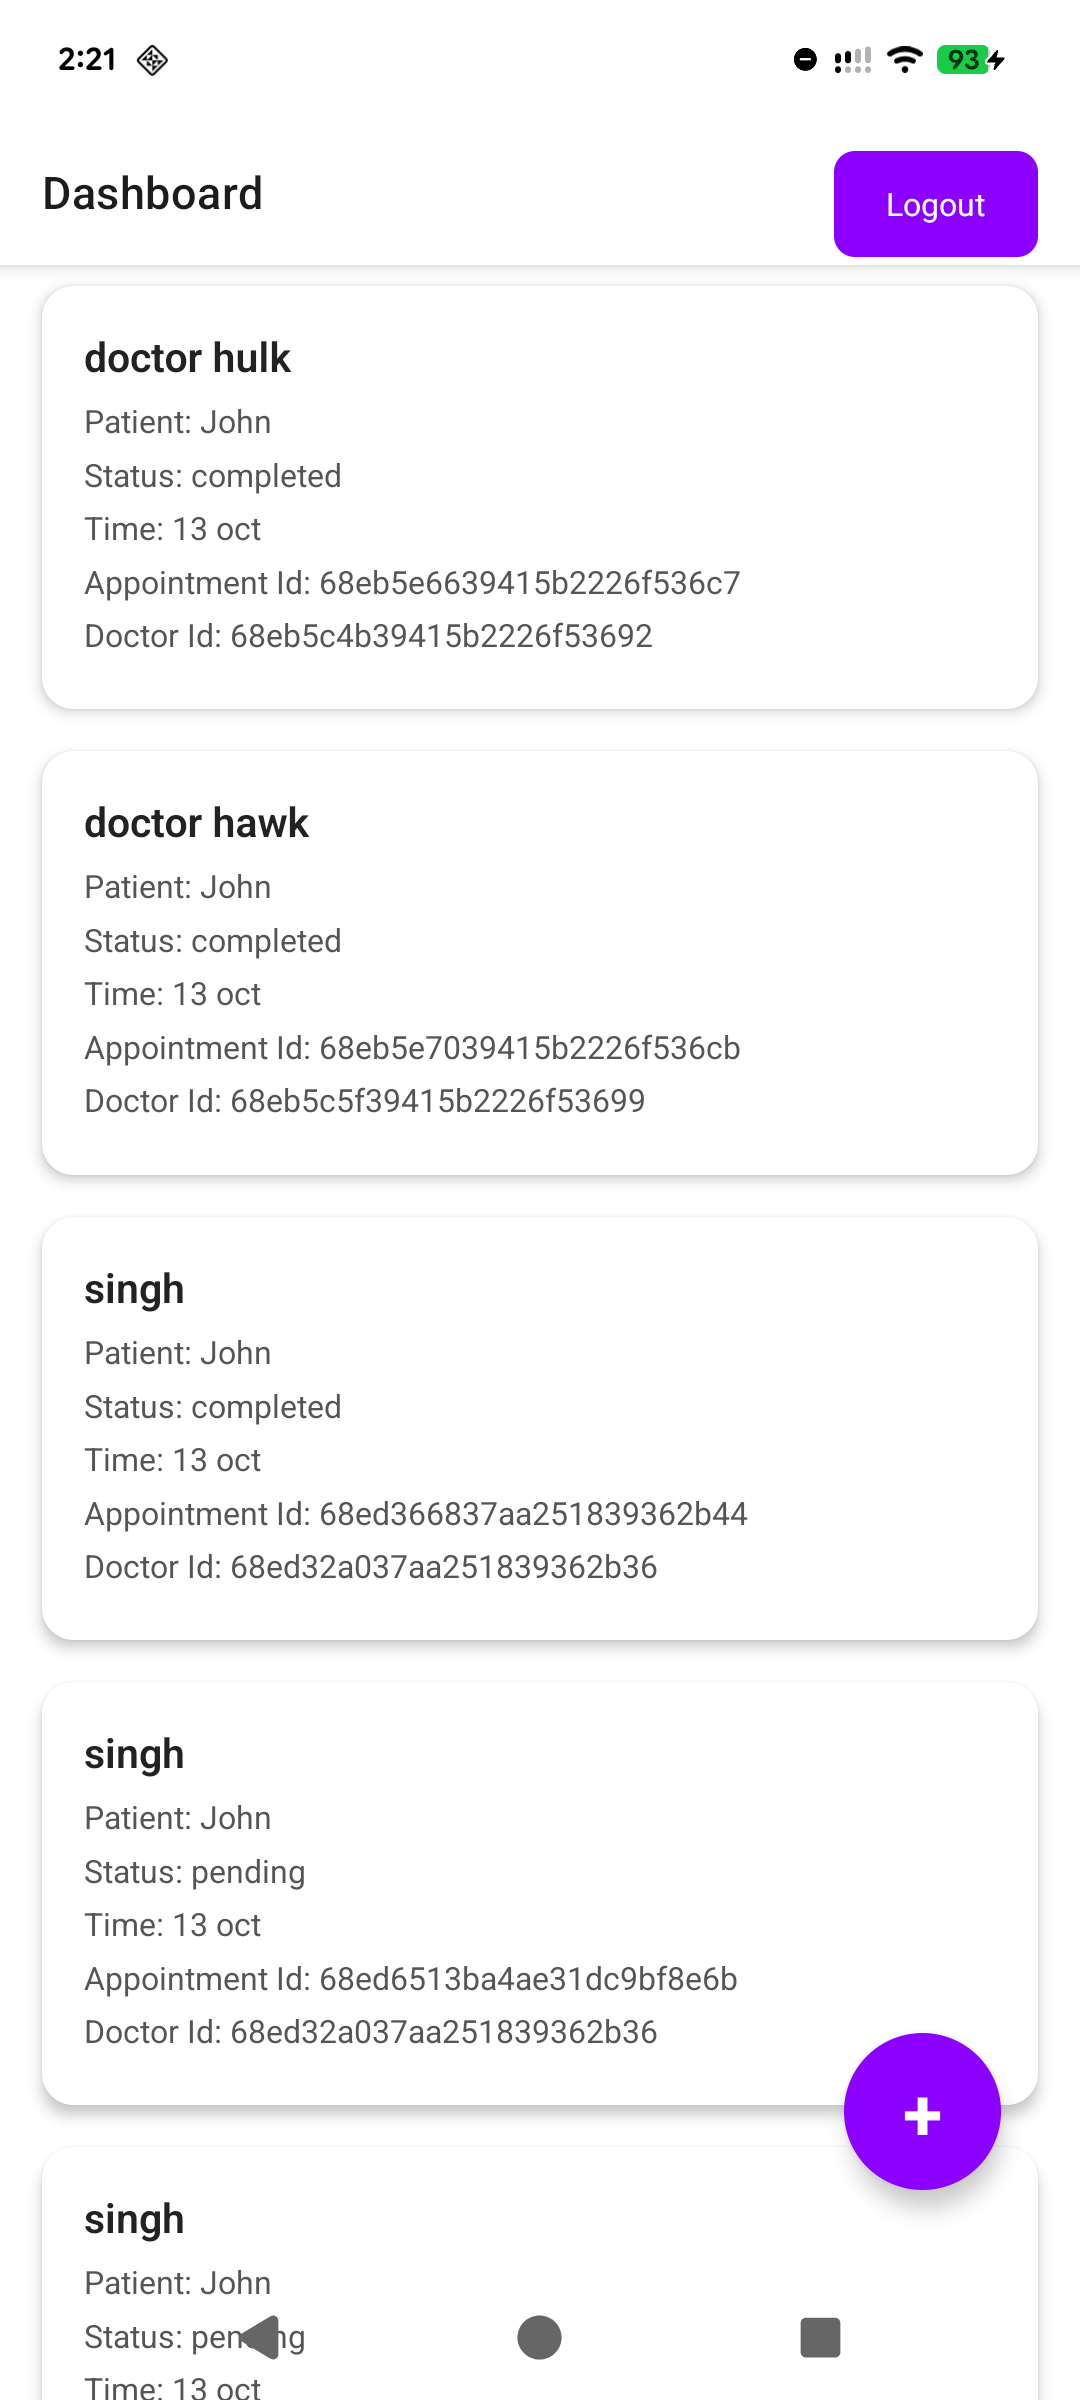 2:21
93
Dashboard
Logout
doctor hulk
Patient: John
Status: completed
Time: 13 oct
Appointment Id: 68eb5e6639415b2226f536c7
Doctor Id: 68eb5c4b39415b2226f53692
doctor hawk
Patient: John
Status: completed
Time: 13 oct
Appointment Id: 68eb5e7039415b2226f536cb
Doctor Id: 68eb5c5f39415b2226f53699
singh
Patient: John
Status: completed
Time: 13 oct
Appointment Id: 68ed366837aa251839362b44
Doctor Id: 68ed32a037aa251839362b36
singh
Patient: John
Status: pending
Time: 13 oct
Appointment Id: 68ed6513ba4ae31dc9bf8e6b
Doctor Id: 68ed32a037aa251839362b36
+
singh
Patient: John
Status: pending
Time: 13 oct